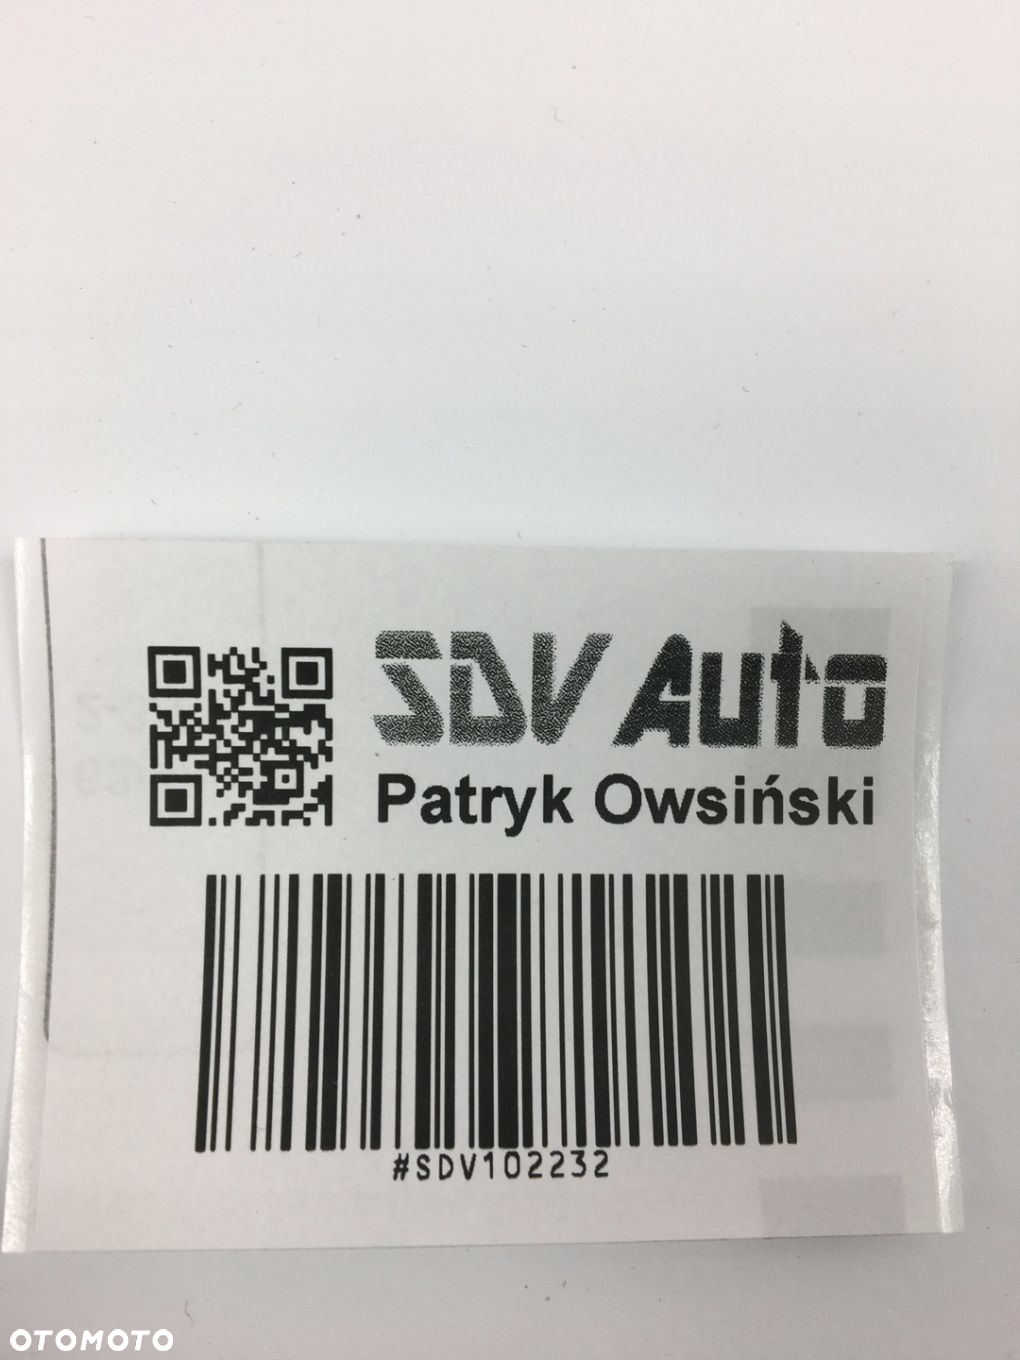 SDV Auto
Patryk Owsiński
#SDV102232
OTOMOTO